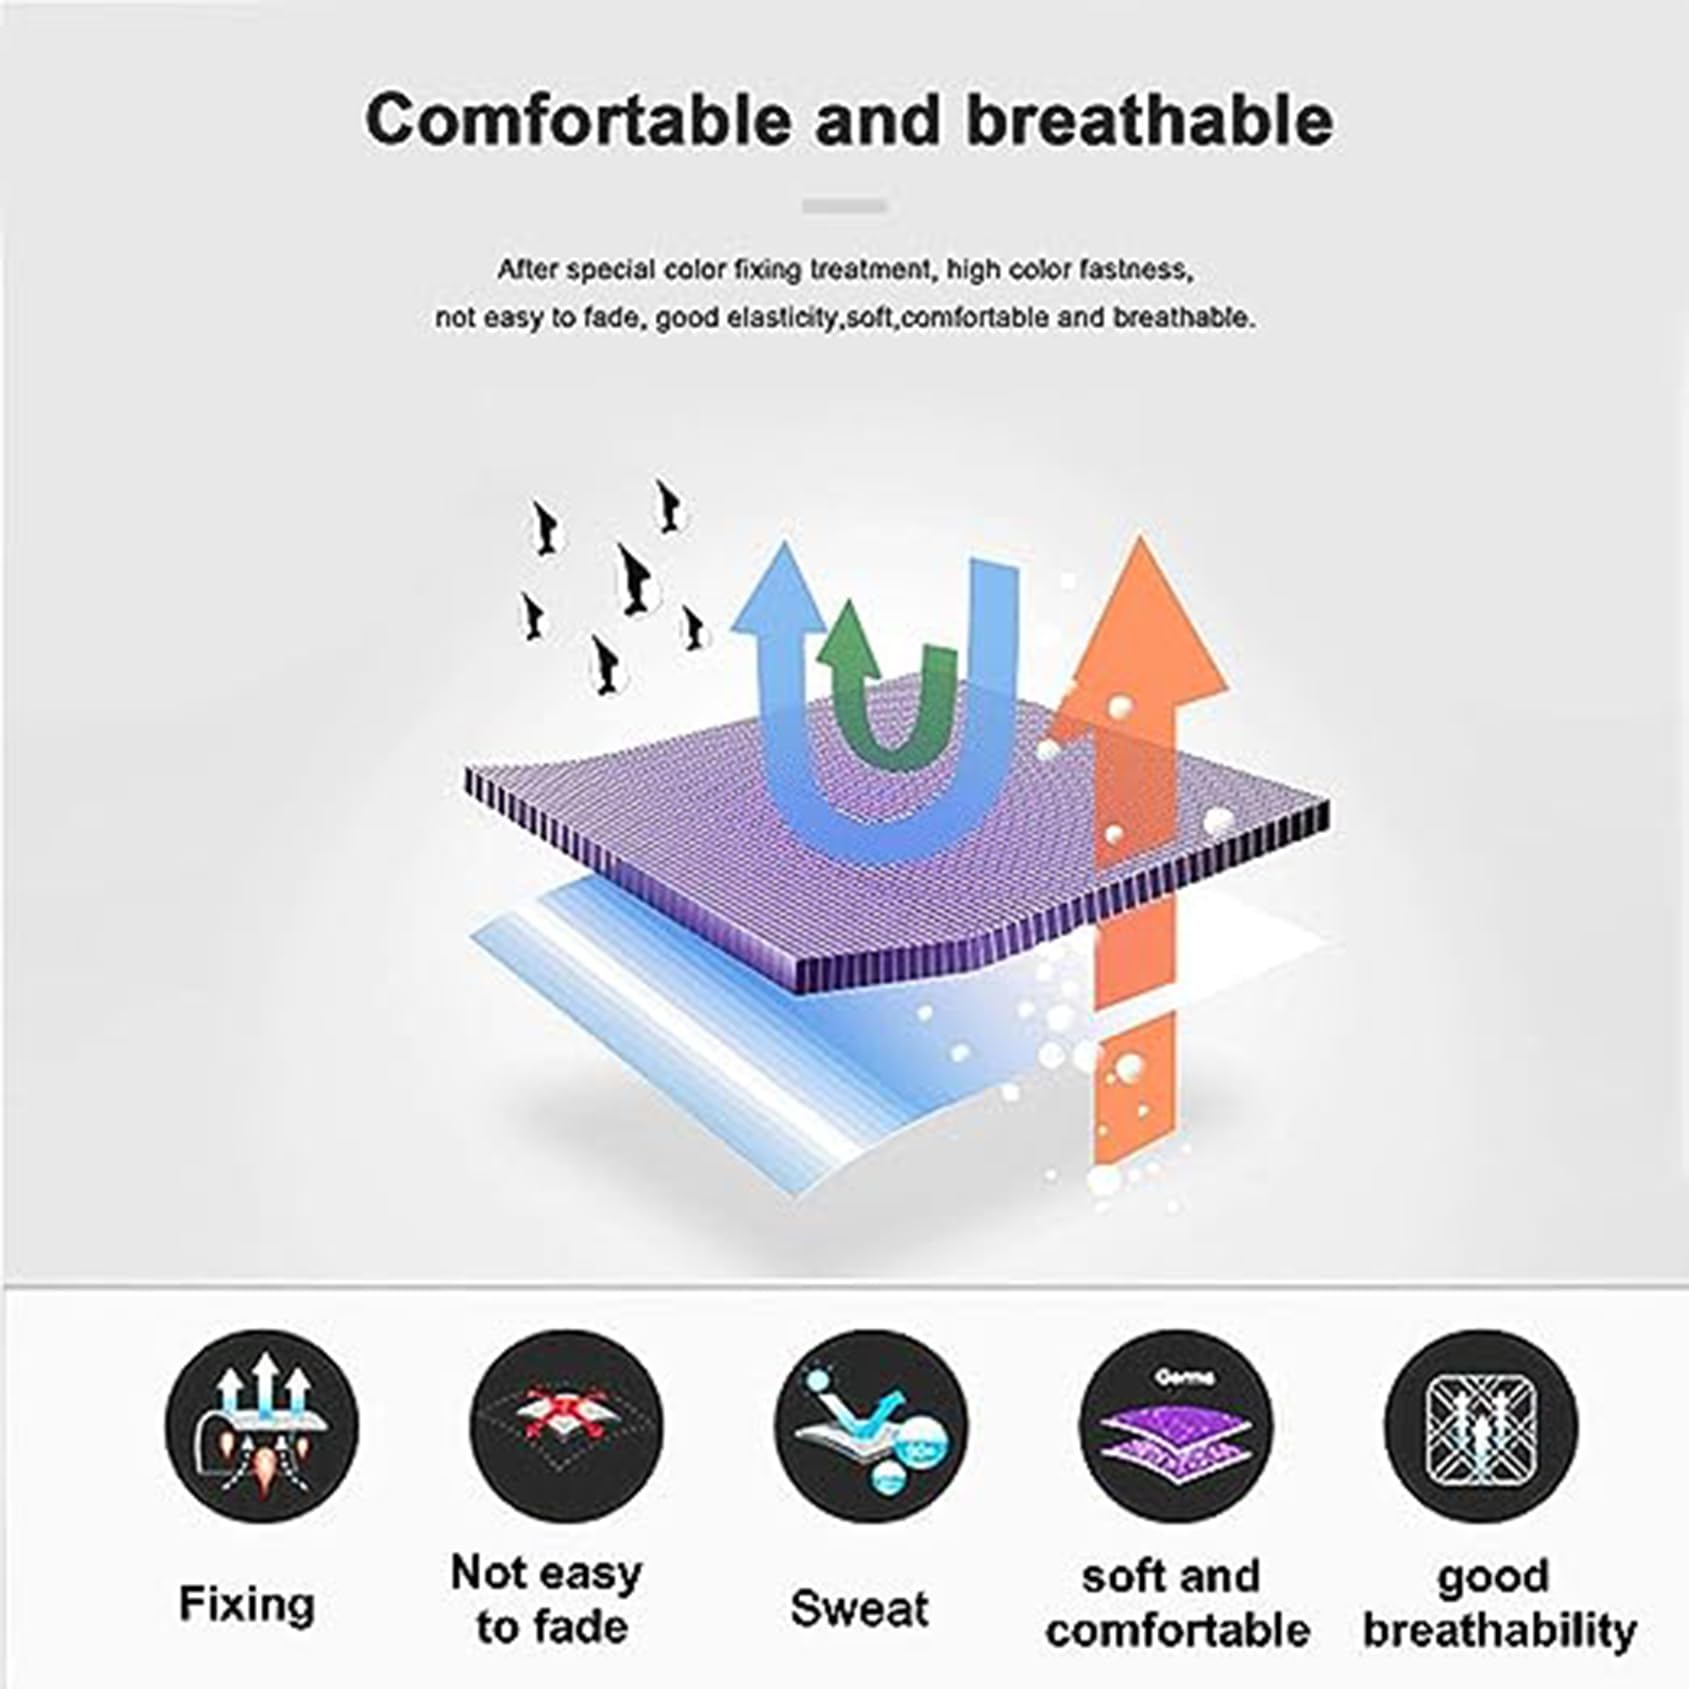 Comfortable and breathable
After special color fixing treatment, high color fastness,
not easy to fade, good elasticity,soft,comfortable and breathable.
Fixing
Not easy
to fade
Sweat
soft and
comfortable
good
breathability